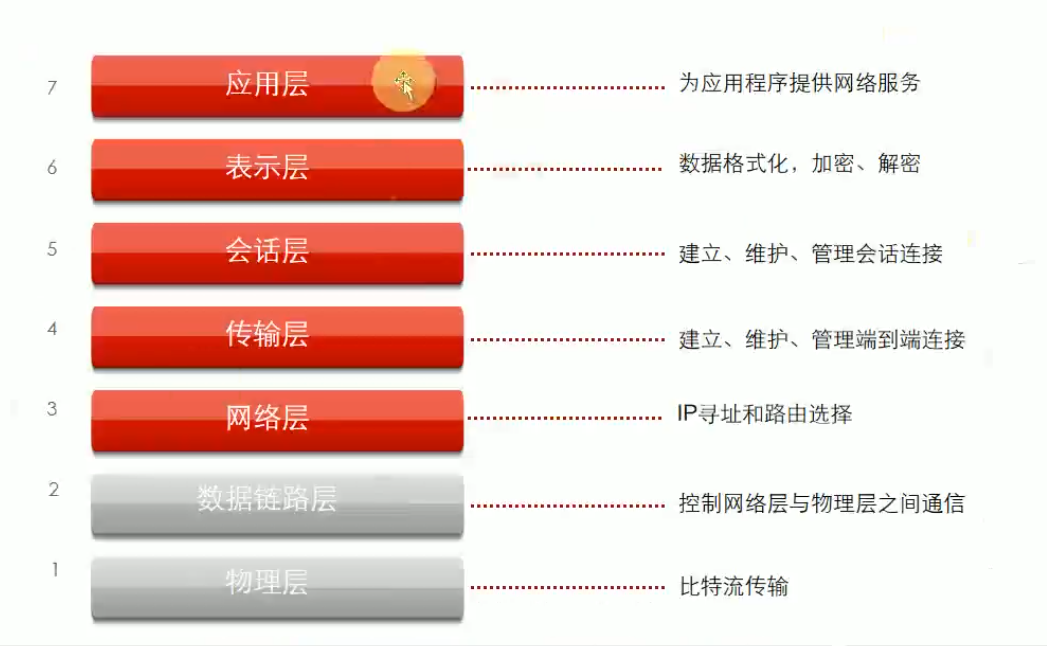 7 应用层 为应用程序提供网络服务
6 表示层 数据格式化，加密、解密
5 会话层 建立、维护、管理会话连接
4 传输层 建立、维护、管理端到端连接
3 网络层 IP寻址和路由选择
2 数据链路层 控制网络层与物理层之间通信
1 物理层 比特流传输